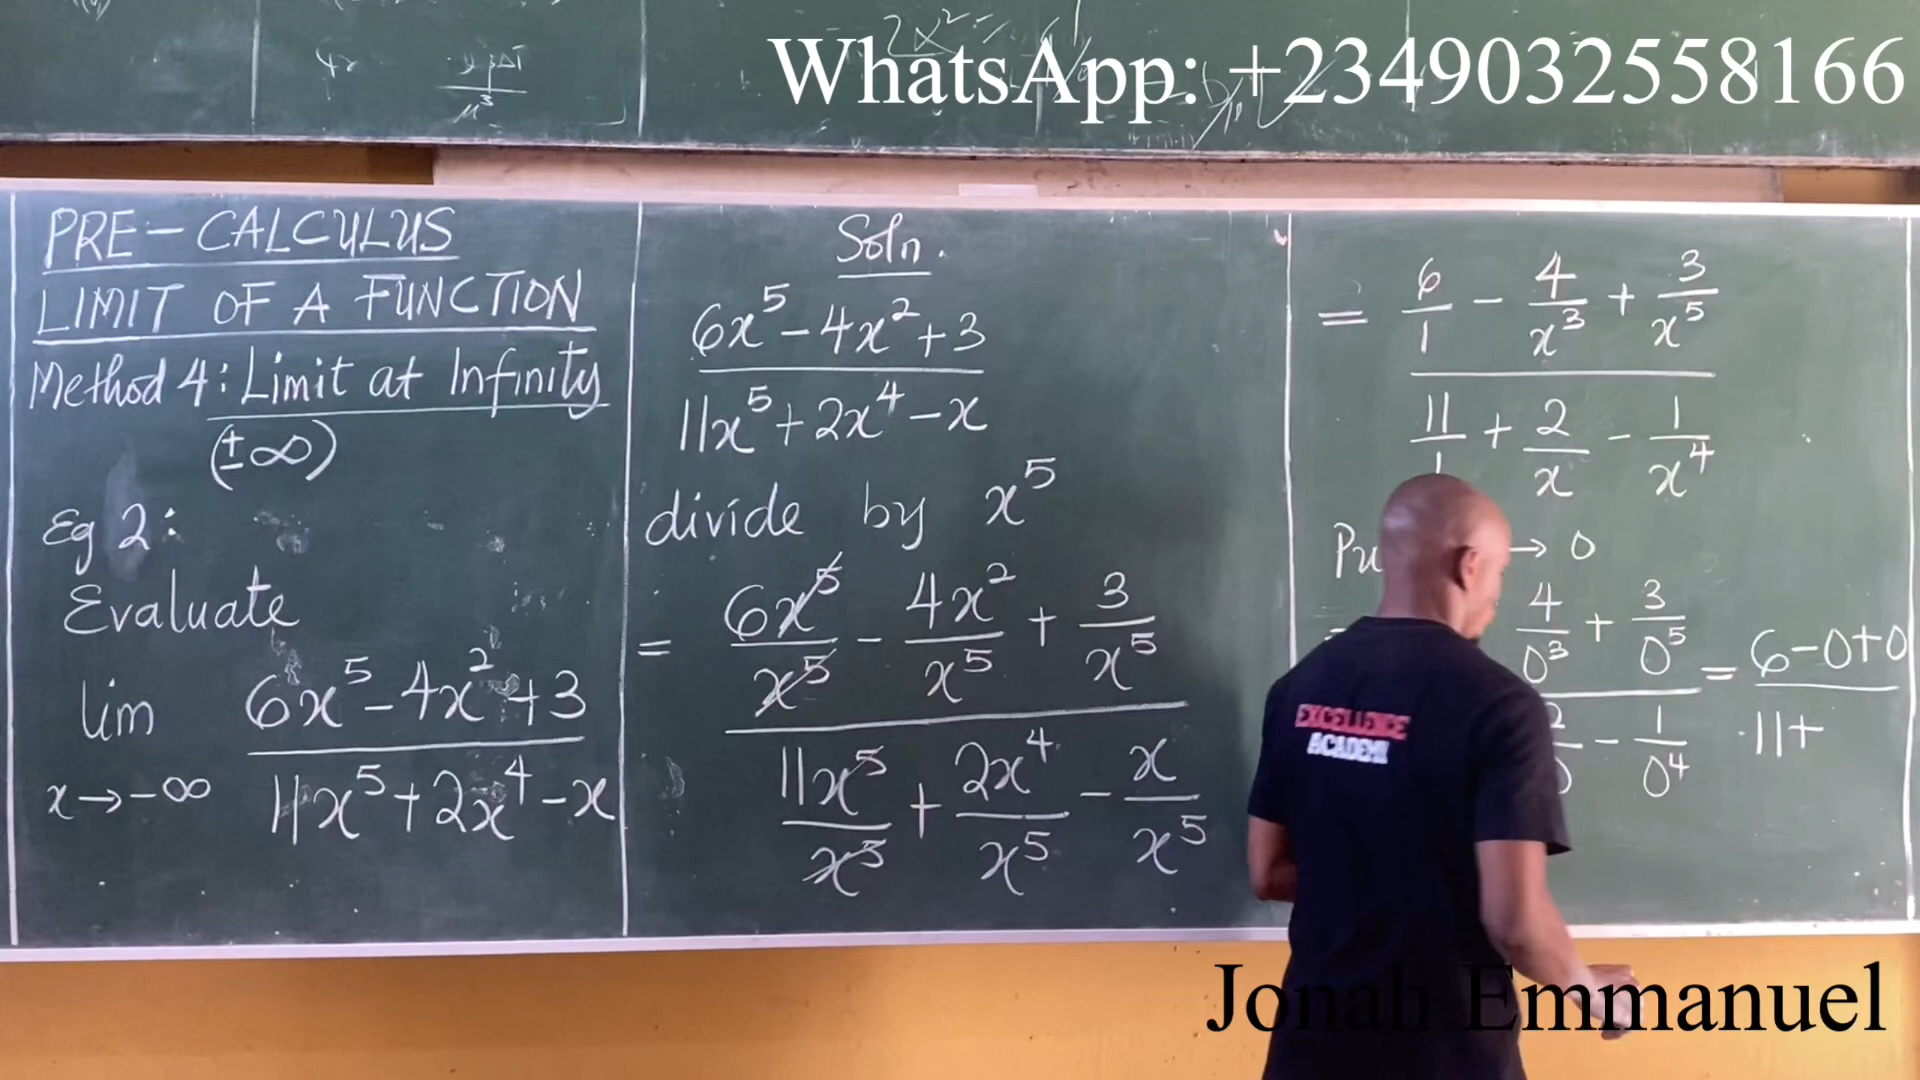 WhatsApp: +2349032558166
PRE-CALCULUS
LIMIT OF A FUNCTION
Method 4: Limit at Infinity
(±∞)
Eg 2:
Evaluate
lim 6x⁵-4x²+3
x→-∞ 11x⁵+2x⁴-x
Soln.
6x⁵-4x²+3
11x⁵+2x⁴-x
divide by x⁵
= 6x⁵/x⁵ - 4x²/x⁵ + 3/x⁵
11x⁵/x⁵ + 2x⁴/x⁵ - x/x⁵
= 6/1 - 4/x³ + 3/x⁵
11/1 + 2/x - 1/x⁴
→ 0
4/0³ + 3/0⁵ = 6-0+0
- 1/0⁴ 11+
EXCELLENCE
ACADEMI
Jonah Emmanuel